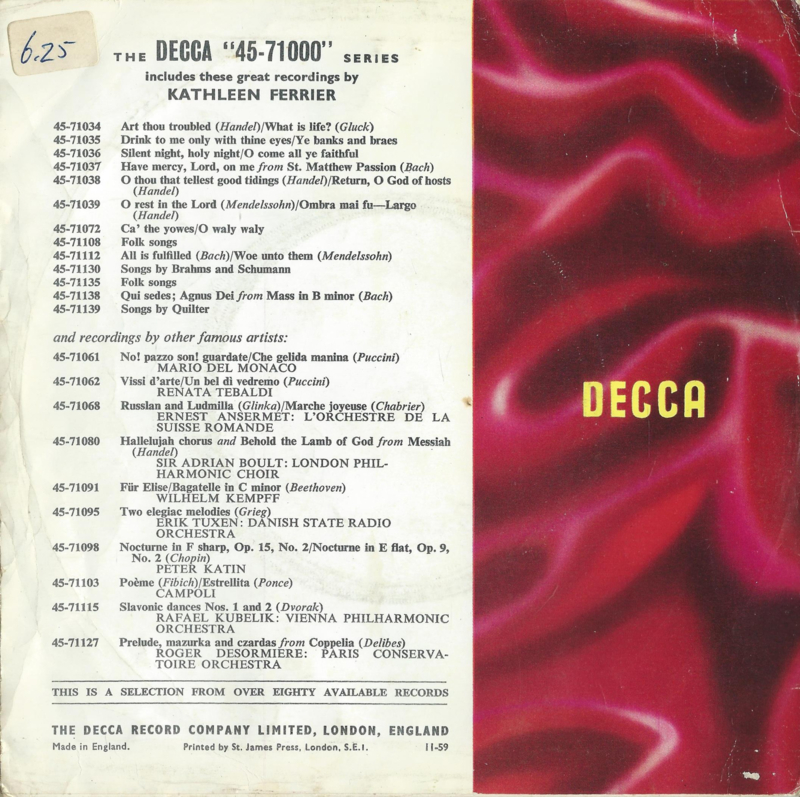 6.25
THE DECCA "45-71000" SERIES
includes these great recordings by
KATHLEEN FERRIER
45-71034 Art thou troubled (Handel)/What is life? (Gluck)
45-71035 Drink to me only with thine eyes/Ye banks and braes
45-71036 Silent night, holy night/O come all ye faithful
45-71037 Have mercy, Lord, on me from St. Matthew Passion (Bach)
45-71038 O thou that tellest good tidings (Handel)/Return, O God of hosts
(Handel)
45-71039 O rest in the Lord (Mendelssohn)/Ombra mai fu—Largo
(Handel)
45-71072 Ca' the yowes/O waly waly
45-71108 Folk songs
45-71112 All is fulfilled (Bach)/Woe unto them (Mendelssohn)
45-71130 Songs by Brahms and Schumann
45-71135 Folk songs
45-71138 Qui sedes; Agnus Dei from Mass in B minor (Bach)
45-71139 Songs by Quilter
and recordings by other famous artists:
45-71061 No! pazzo son! guardate/Che gelida manina (Puccini)
MARIO DEL MONACO
45-71062 Vissi d'arte/Un bel di vedremo (Puccini)
RENATA TEBALDI
45-71068 Russlan and Ludmilla (Glinka)/Marche joyeuse (Chabrier)
ERNEST ANSERMET: L'ORCHESTRE DE LA
SUISSE ROMANDE
45-71080 Hallelujah chorus and Behold the Lamb of God from Messiah
(Handel)
SIR ADRIAN BOULT: LONDON PHIL-
HARMONIC CHOIR
45-71091 Für Elise/Bagatelle in C minor (Beethoven)
WILHELM KEMPFF
45-71095 Two elegiac melodies (Grieg)
ERIK TUXEN: DANISH STATE RADIO
ORCHESTRA
45-71098 Nocturne in F sharp, Op. 15, No. 2/Nocturne in E flat, Op. 9,
No. 2 (Chopin)
PETER KATIN
45-71103 Poème (Fibich)/Estrellita (Ponce)
CAMPOLI
45-71115 Slavonic dances Nos. 1 and 2 (Dvorak)
RAFAEL KUBELIK: VIENNA PHILHARMONIC
ORCHESTRA
45-71127 Prelude, mazurka and czardas from Coppelia (Delibes)
ROGER DESORMIERE: PARIS CONSERVA-
TOIRE ORCHESTRA
THIS IS A SELECTION FROM OVER EIGHTY AVAILABLE RECORDS
THE DECCA RECORD COMPANY LIMITED, LONDON, ENGLAND
Made in England. Printed by St. James Press, London, S.E.1. 11-59
DECCA